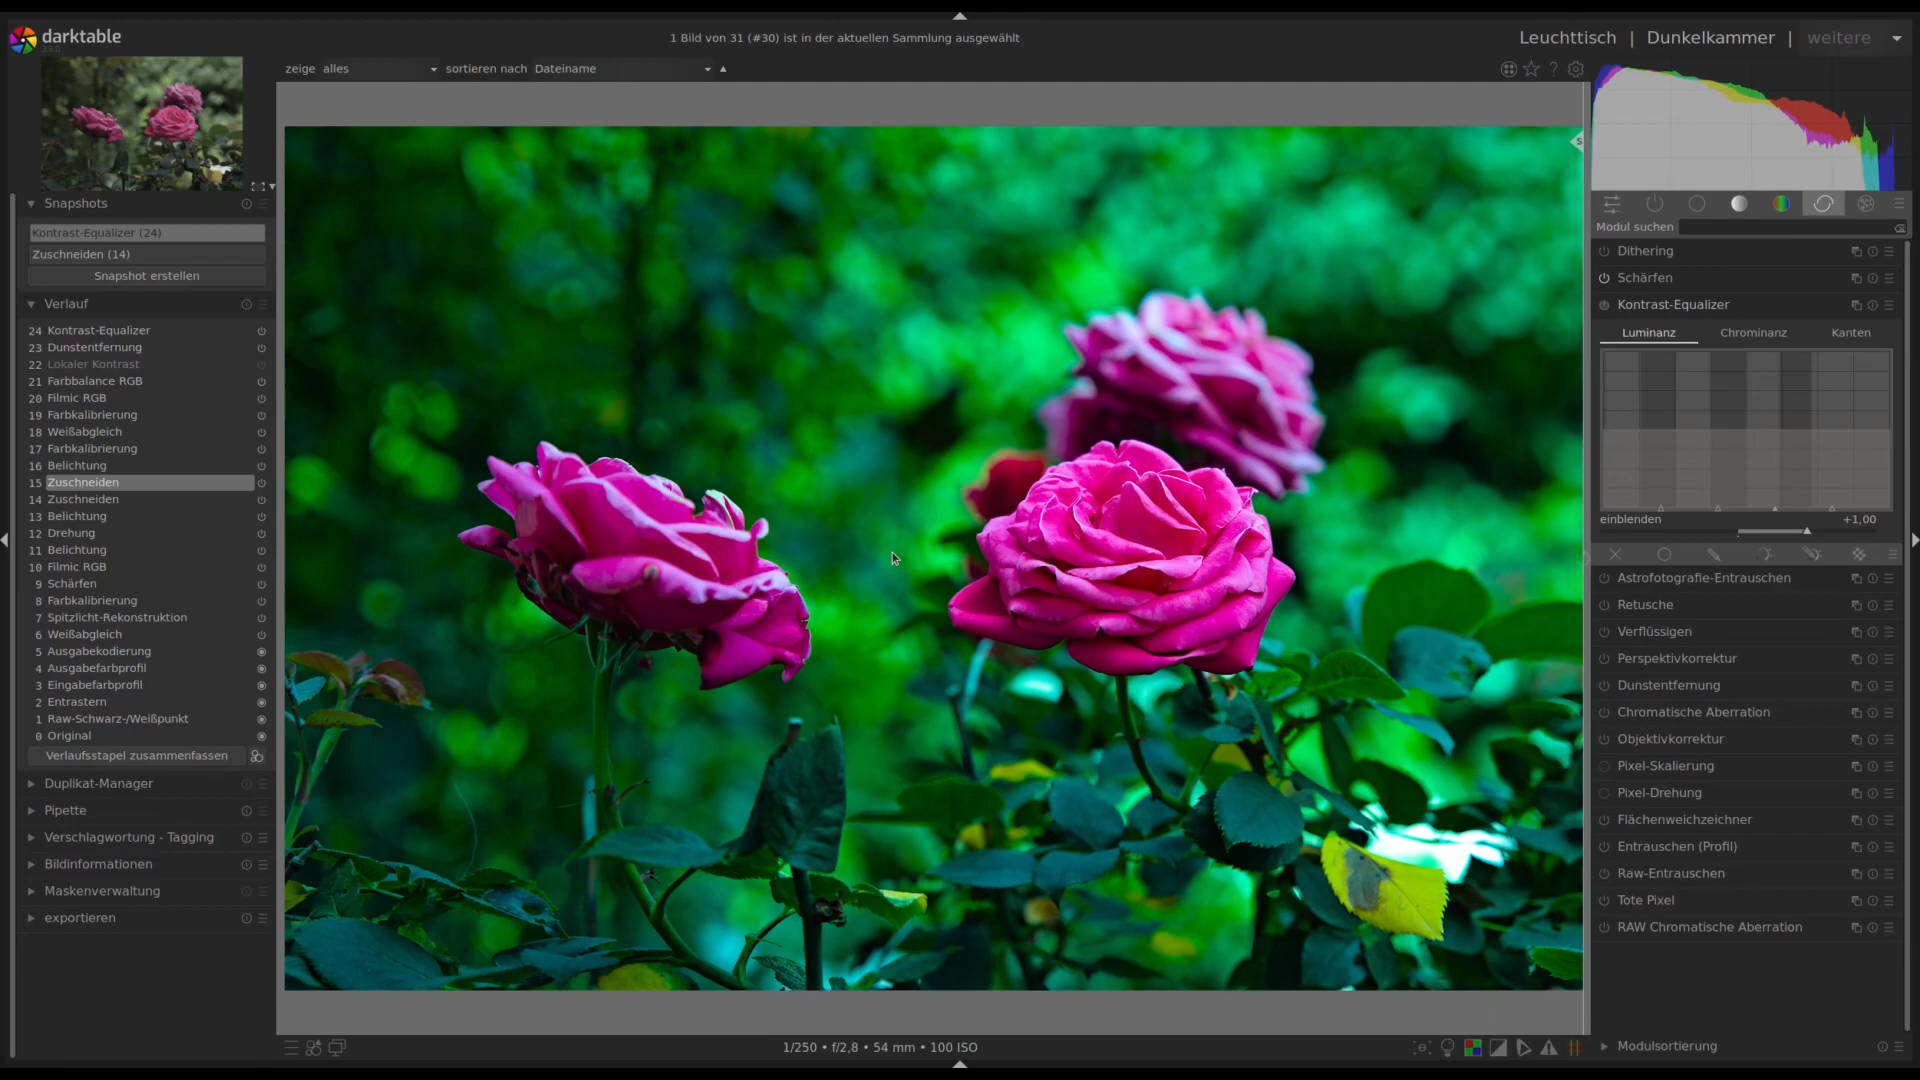 darktable
3.6.0
1 Bild von 31 (#30) ist in der aktuellen Sammlung ausgewählt
Leuchttisch | Dunkelkammer | weitere
zeige alles sortieren nach Dateiname
?
S
Snapshots
Kontrast-Equalizer (24)
Zuschneiden (14)
Snapshot erstellen
Verlauf
24 Kontrast-Equalizer
23 Dunstentfernung
22 Lokaler Kontrast
21 Farbbalance RGB
20 Filmic RGB
19 Farbkalibrierung
18 Weißabgleich
17 Farbkalibrierung
16 Belichtung
15 Zuschneiden
14 Zuschneiden
13 Belichtung
12 Drehung
11 Belichtung
10 Filmic RGB
9 Schärfen
8 Farbkalibrierung
7 Spitzlicht-Rekonstruktion
6 Weißabgleich
5 Ausgabekodierung
4 Ausgabefarbprofil
3 Eingabefarbprofil
2 Entrastern
1 Raw-Schwarz-/Weißpunkt
0 Original
Verlaufsstapel zusammenfassen
Duplikat-Manager
Pipette
Verschlagwortung - Tagging
Bildinformationen
Maskenverwaltung
exportieren
1/250 • f/2,8 • 54 mm • 100 ISO
Modul suchen
Dithering
Schärfen
Kontrast-Equalizer
Luminanz Chrominanz Kanten
einblenden +1,00
Astrofotografie-Entrauschen
Retusche
Verflüssigen
Perspektivkorrektur
Dunstentfernung
Chromatische Aberration
Objektivkorrektur
Pixel-Skalierung
Pixel-Drehung
Flächenweichzeichner
Entrauschen (Profil)
Raw-Entrauschen
Tote Pixel
RAW Chromatische Aberration
Modulsortierung